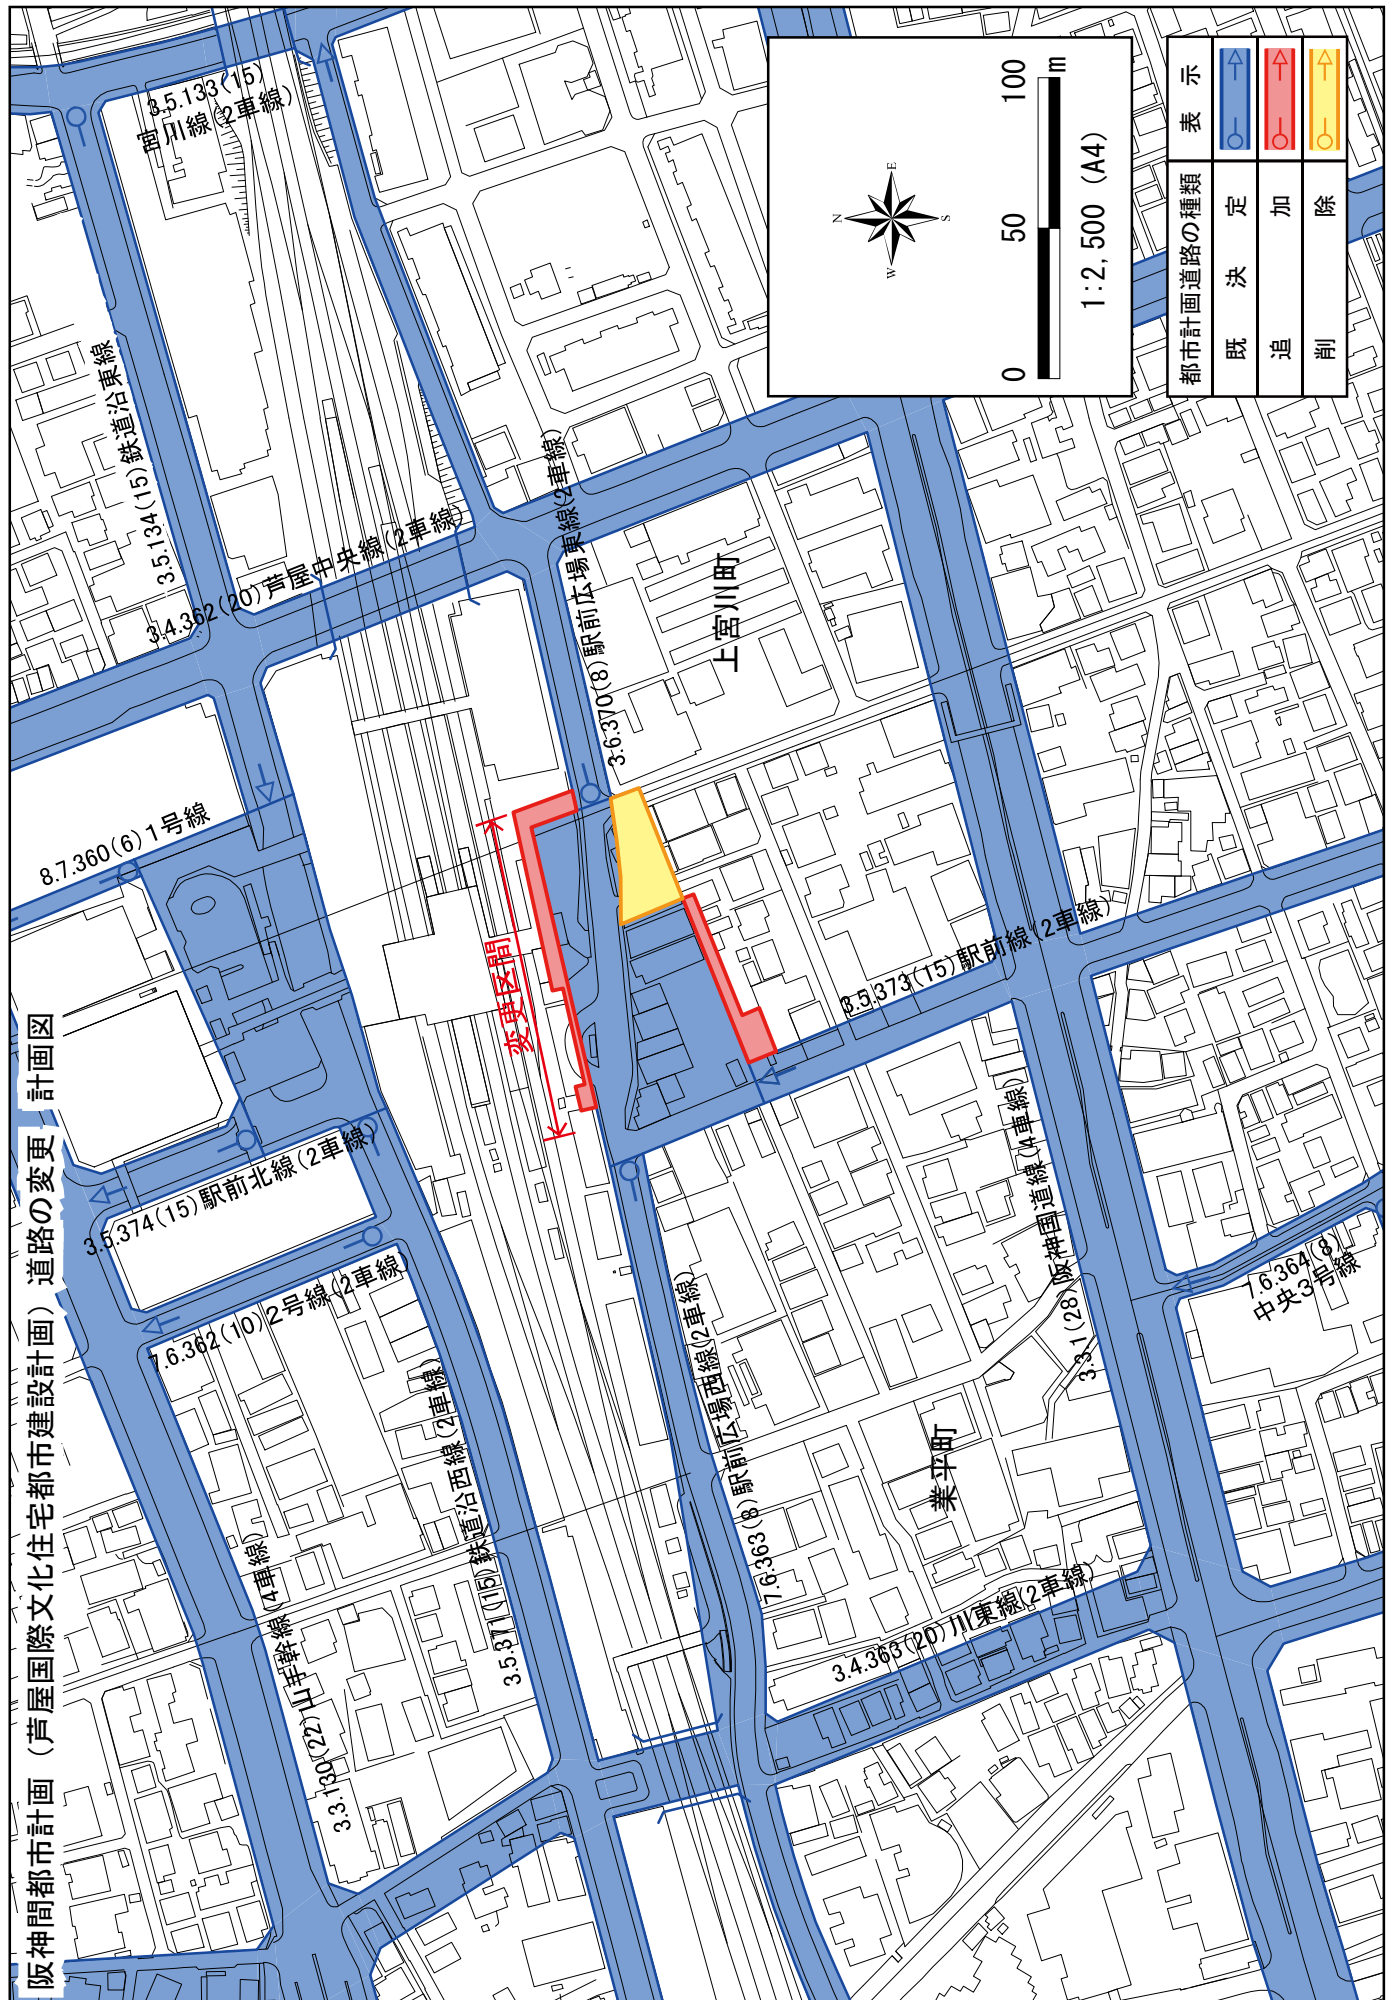 阪神間都市計画（芦屋国際文化住宅都市建設計画）道路の変更 計画図
3.5.133(15)
宮川線(2車線)
3.5.134(15)鉄道沿東線
3.4.362(20)芦屋中央線(2車線)
8.7.360(6)1号線
3.5.374(15)駅前北線(2車線)
7.6.362(10)2号線(2車線)
3.3.130(22)山手幹線(4車線)
3.5.371(15)鉄道沿西線(2車線)
変更区間
3.6.370(8)駅前広場東線(2車線)
上宮川町
3.5.373(15)駅前線(2車線)
7.6.363(8)駅前広場西線(2車線)
3.3.1(28)阪神国道線(4車線)
7.6.364(8)
中央3号線
業平町
3.4.363(20)川東線(2車線)
N
W
E
S
0 50 100
m
1:2,500 (A4)
都市計画道路の種類 表示
既決定
追加
削除